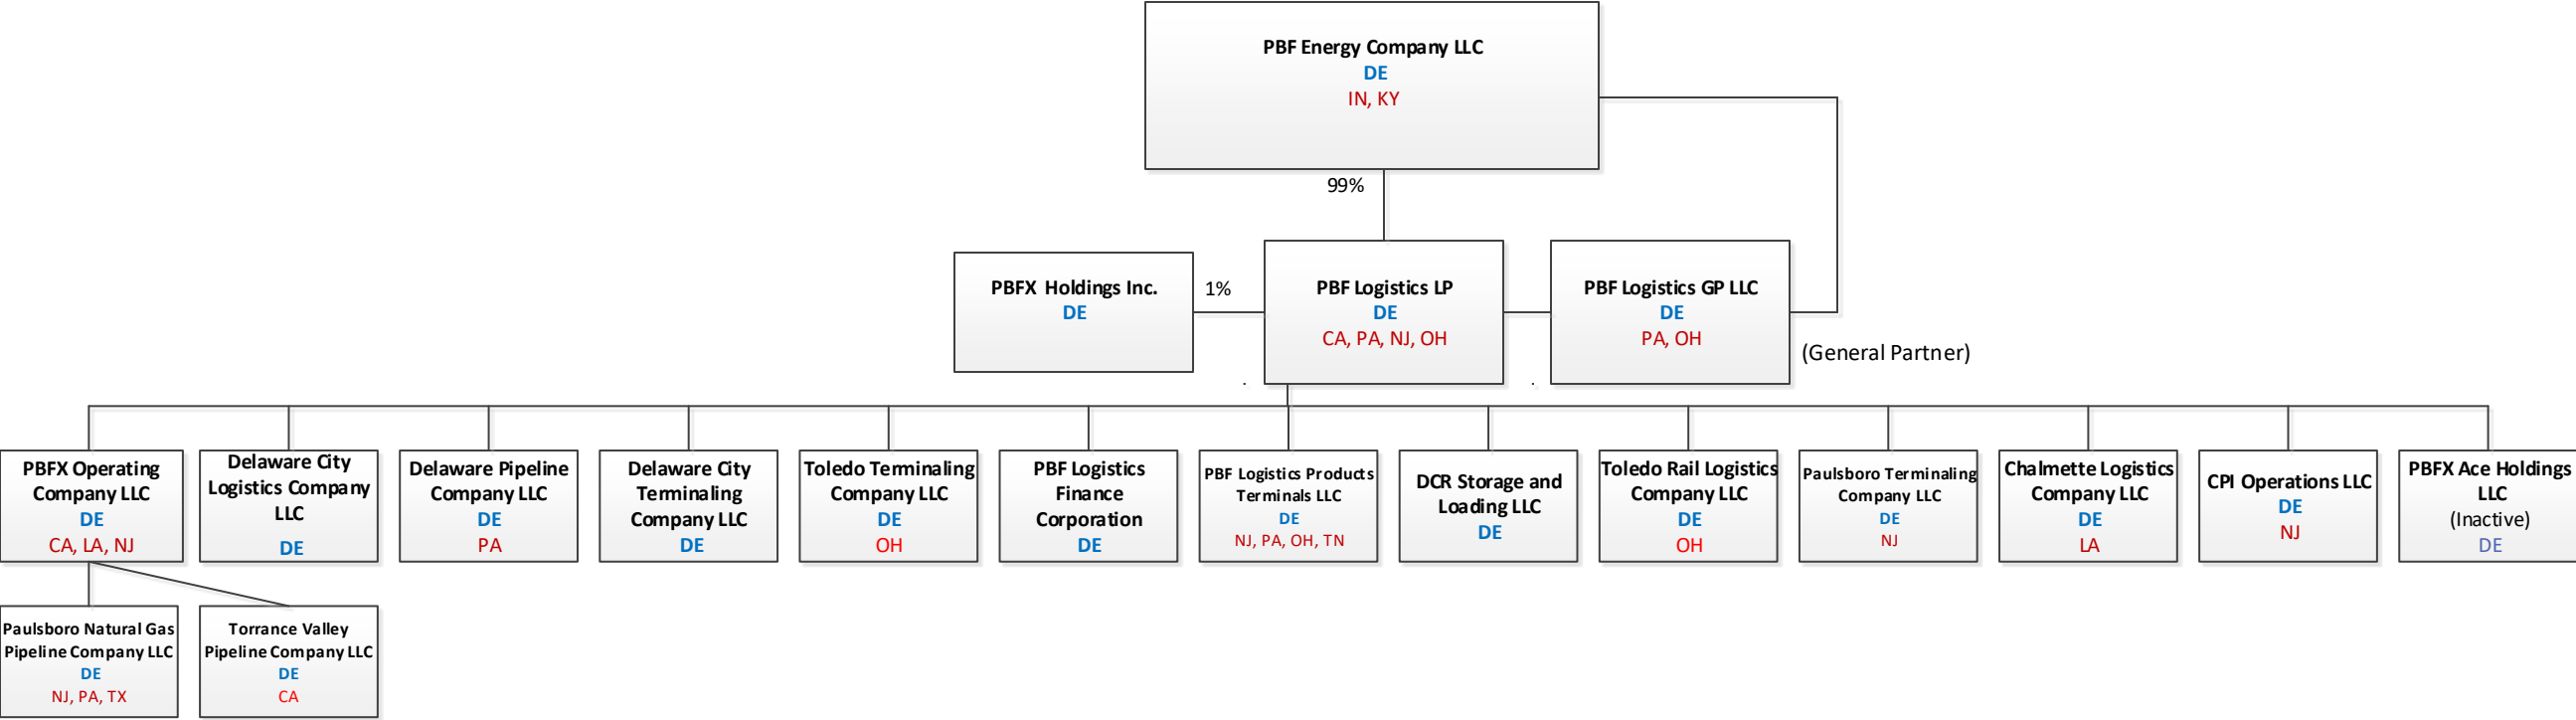 PBF Energy Company LLC
DE
IN, KY
99%
PBFX Holdings Inc.
DE
1%
PBF Logistics LP
DE
CA, PA, NJ, OH
PBF Logistics GP LLC
DE
PA, OH
(General Partner)
PBFX Operating
Company LLC
DE
CA, LA, NJ
Delaware City
Logistics Company
LLC
DE
Delaware Pipeline
Company LLC
DE
PA
Delaware City
Terminaling
Company LLC
DE
Toledo Terminaling
Company LLC
DE
OH
PBF Logistics
Finance
Corporation
DE
PBF Logistics Products
Terminals LLC
DE
NJ, PA, OH, TN
DCR Storage and
Loading LLC
DE
Toledo Rail Logistics
Company LLC
DE
OH
Paulsboro Terminaling
Company LLC
DE
NJ
Chalmette Logistics
Company LLC
DE
LA
CPI Operations LLC
DE
NJ
PBFX Ace Holdings
LLC
(Inactive)
DE
Paulsboro Natural Gas
Pipeline Company LLC
DE
NJ, PA, TX
Torrance Valley
Pipeline Company LLC
DE
CA